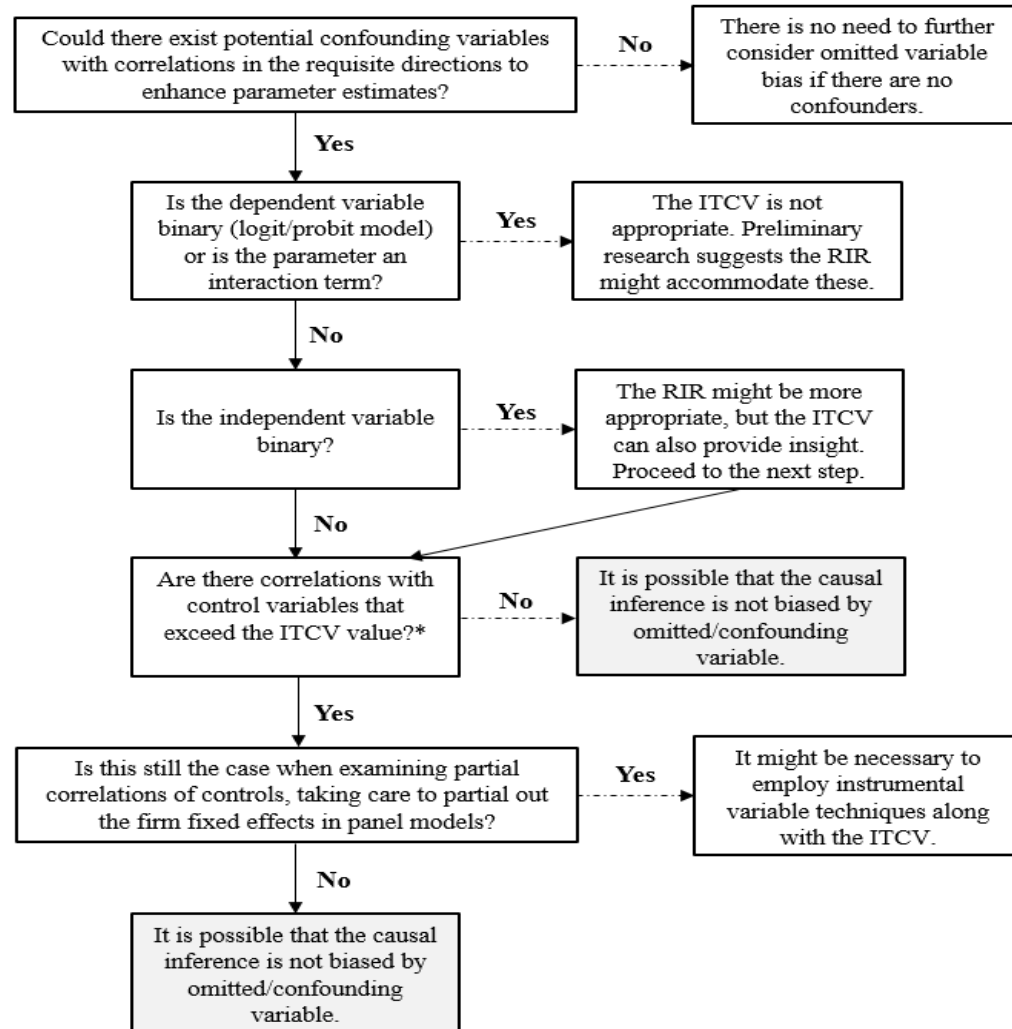 Could there exist potential confounding variables
with correlations in the requisite directions to
enhance parameter estimates?
No
There is no need to further
consider omitted variable
bias if there are no
confounders.
Yes
Is the dependent variable
binary (logit/probit model)
or is the parameter an
interaction term?
Yes
The ITCV is not
appropriate. Preliminary
research suggests the RIR
might accommodate these.
No
Is the independent variable
binary?
Yes
The RIR might be more
appropriate, but the ITCV
can also provide insight.
Proceed to the next step.
No
Are there correlations with
control variables that
exceed the ITCV value?*
No
It is possible that the causal
inference is not biased by
omitted/confounding
variable.
Yes
Is this still the case when examining partial
correlations of controls, taking care to partial out
the firm fixed effects in panel models?
Yes
It might be necessary to
employ instrumental
variable techniques along
with the ITCV.
No
It is possible that the causal
inference is not biased by
omitted/confounding
variable.